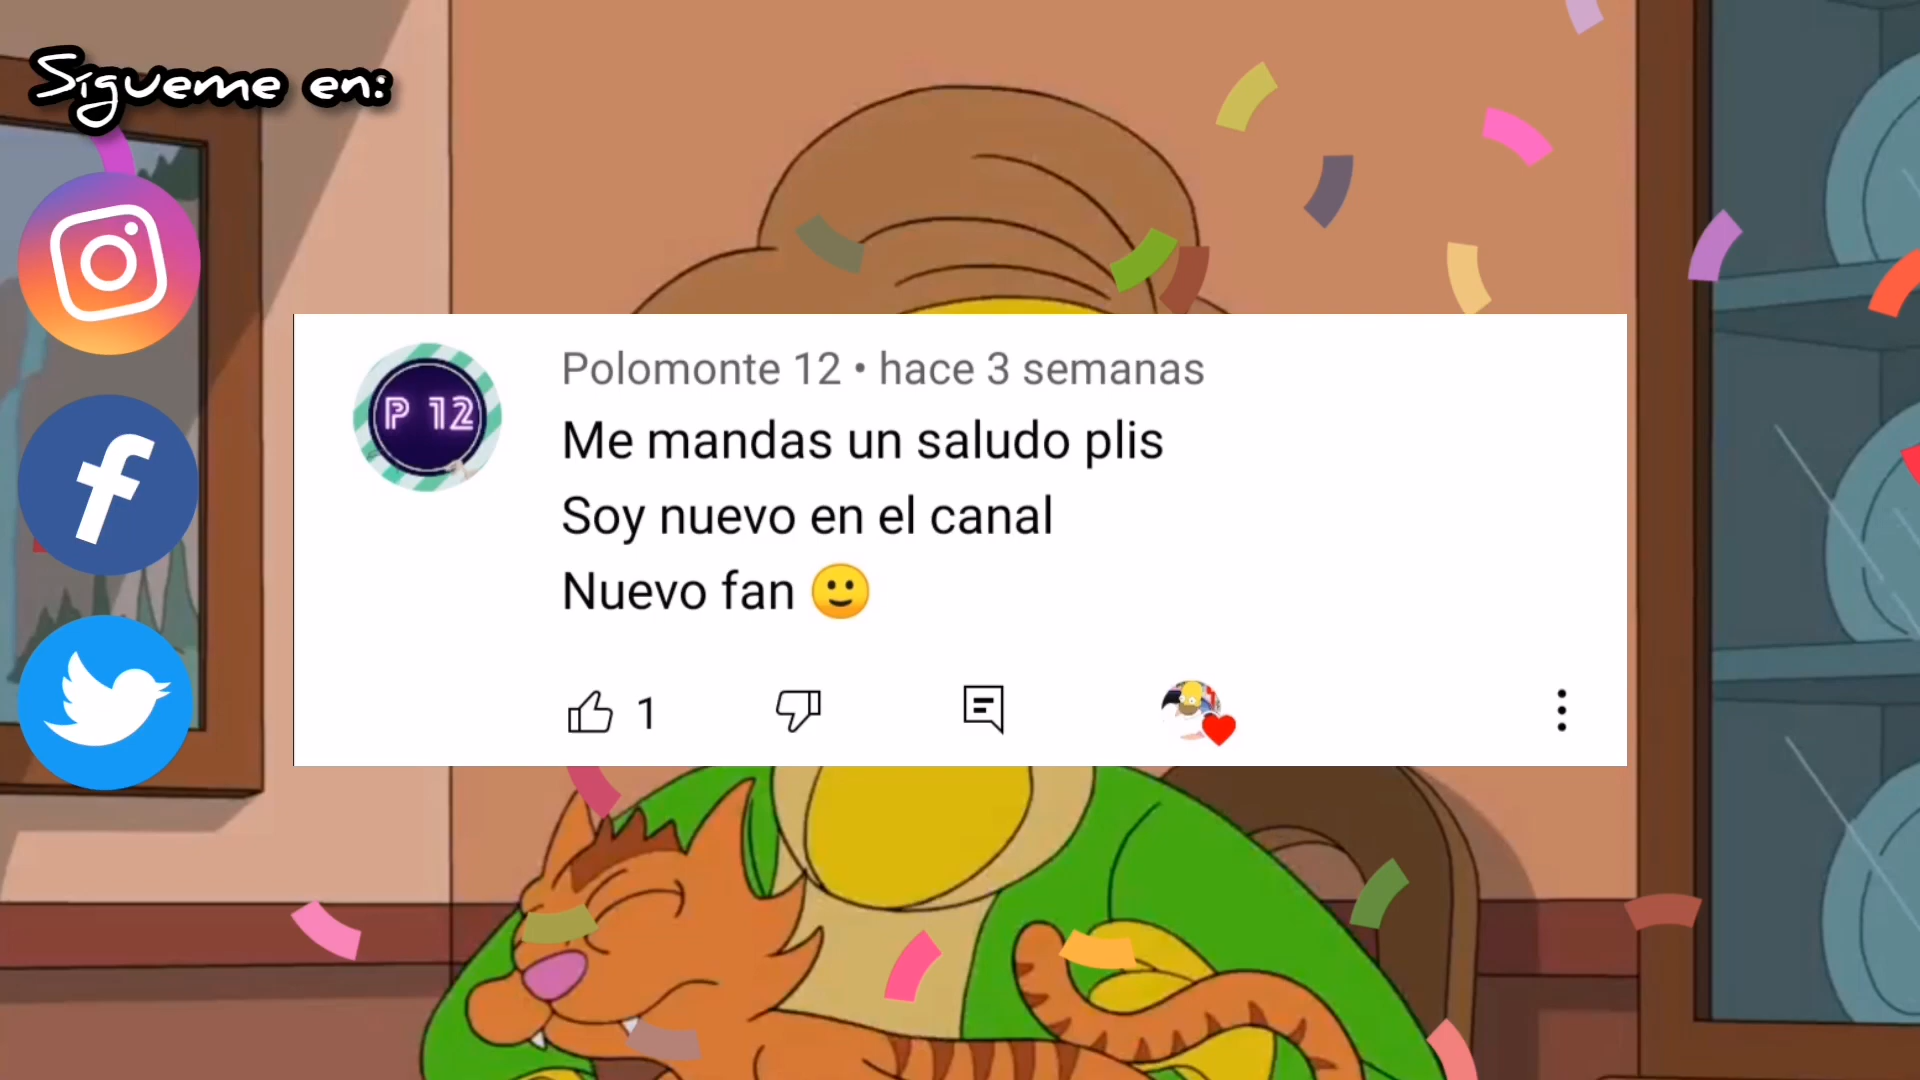 Sígueme en:
Polomonte 12 • hace 3 semanas
P 12
Me mandas un saludo plis
Soy nuevo en el canal
Nuevo fan 🙂
1